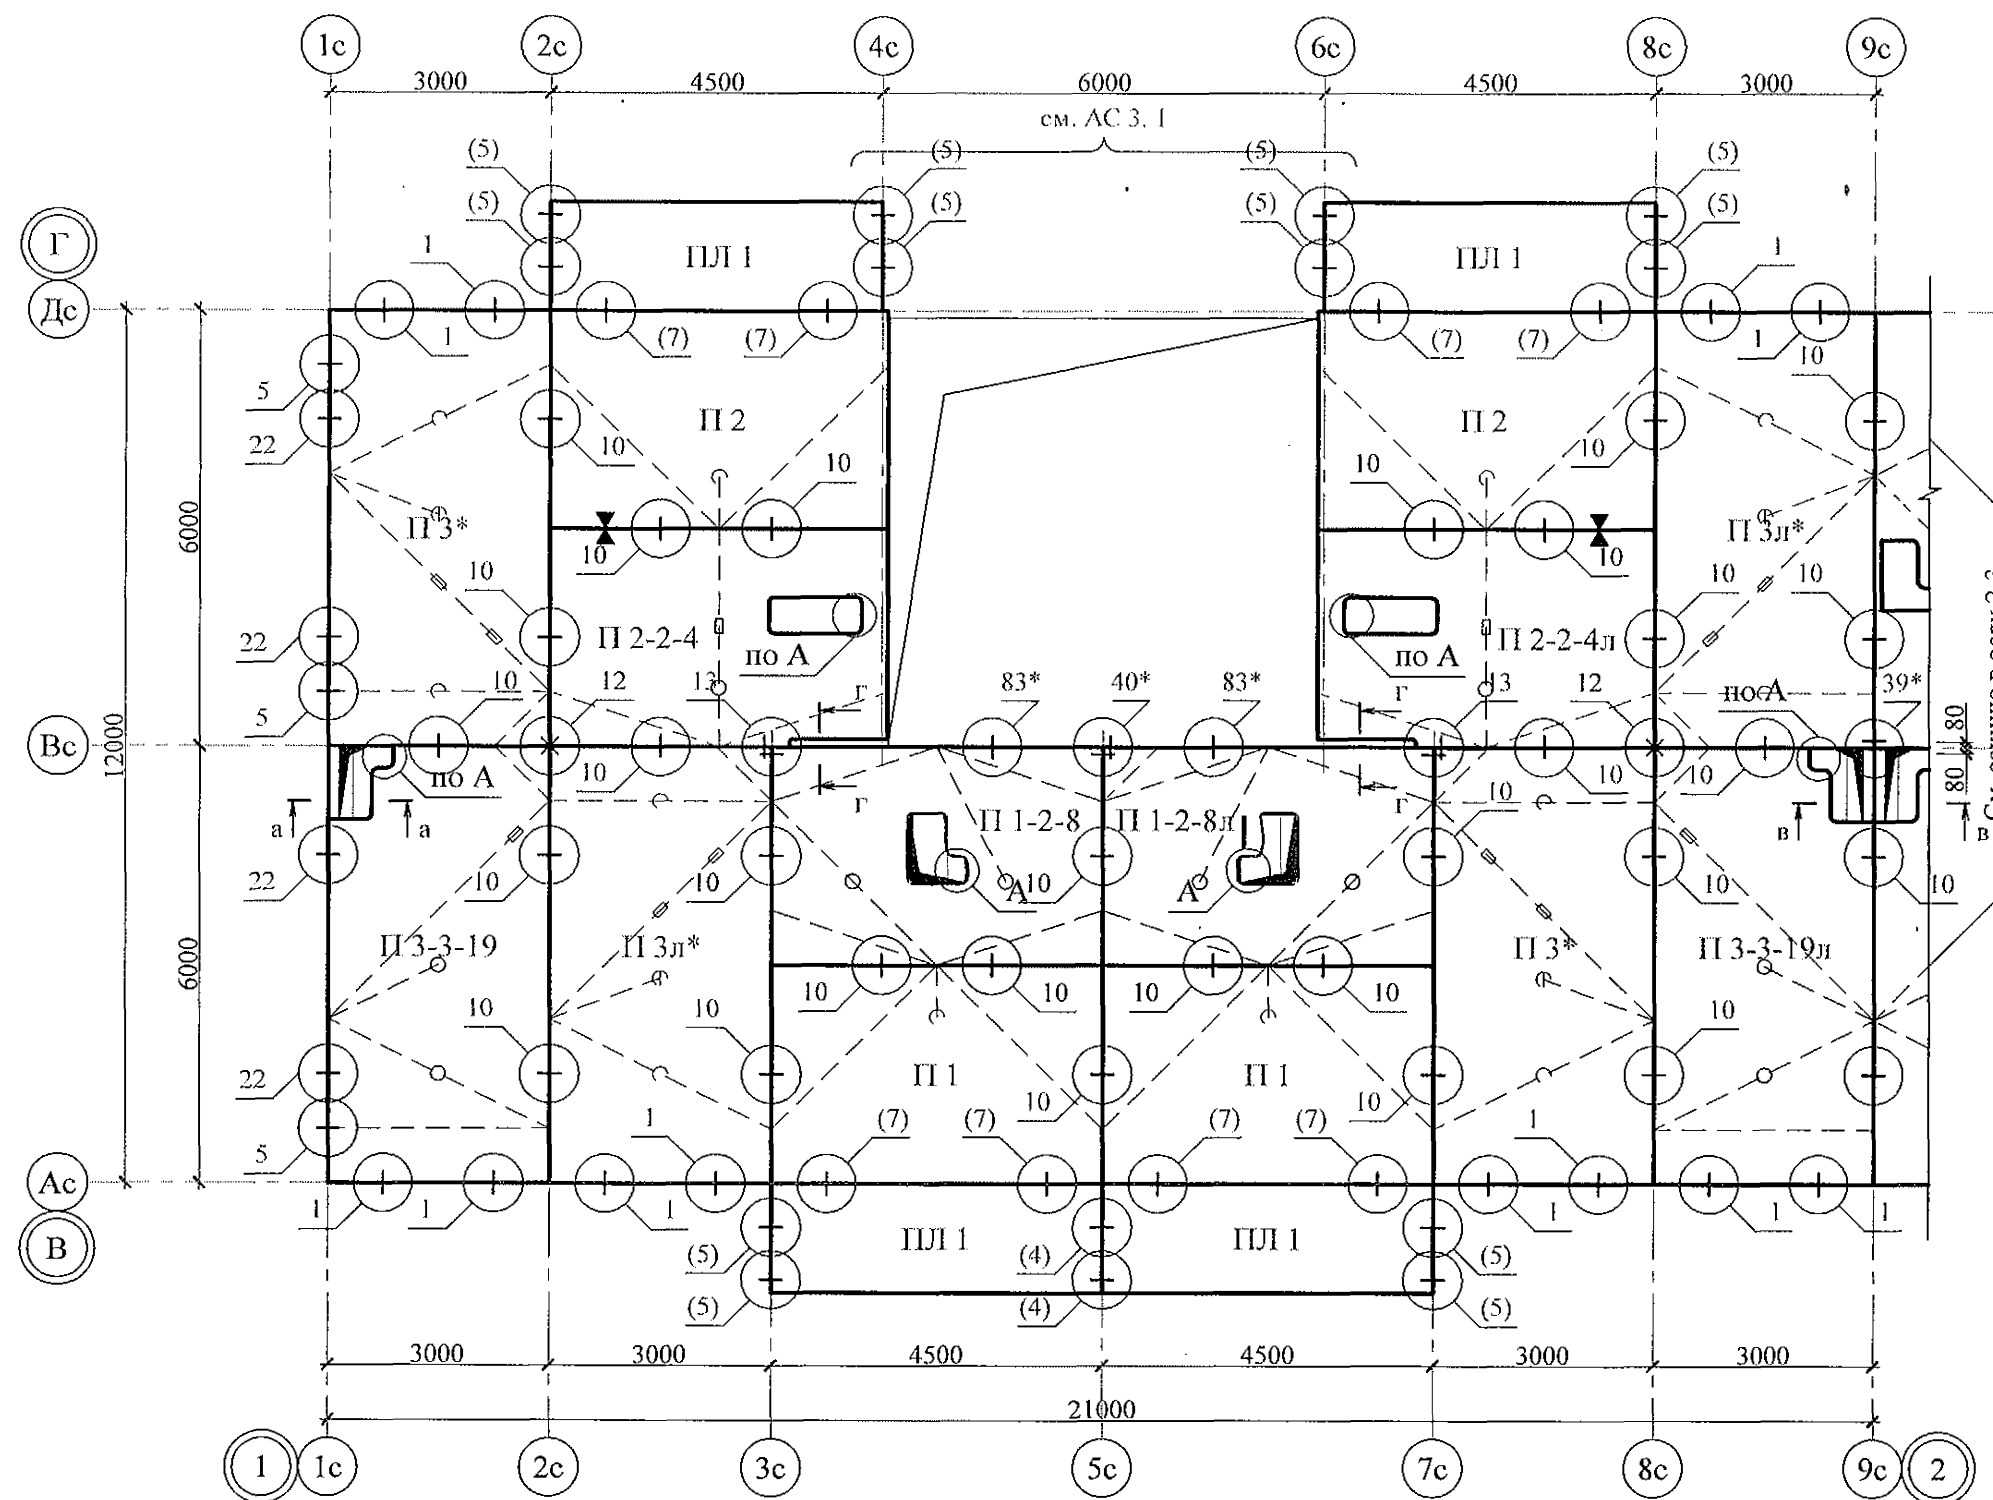 1с 2с 4с 6с 8с 9с
3000 4500 6000 4500 3000
см. АС 3. 1
(5) (5) (5) (5)
(5) (5) (5) (5)
Г
1 ПЛ 1 ПЛ 1 1
Дс
1 (7) (7) (7) (7) 1 10
5
22 10 П 2 10 10 П 2 10
6000
П 3* 10 10 П 3л*
10 10 10 10
22 П 2-2-4 по А по А П 2-2-4л
5 10 12 13 г 83* 40* 83* г 13 12 по А 39*
12000
Вс
80
80
по А 10 10 10 10
а а г г 10 в в
П 1-2-8 П 1-2-8л
22 10 10 А 10 А 10 10
6000
П 3-3-19 П 3л* П 3* П 3-3-19л
10 10 10 10 10 10 10
22 П 1 10 П 1 10
5 1 (7) (7) (7) 1
Ас
1 1 1 1 1 1
В
(5) ПЛ 1 (4) ПЛ 1 (5)
(5) (4) (5)
3000 3000 4500 4500 3000 3000
21000
1 1с 2с 3с 5с 7с 8с 9с 2